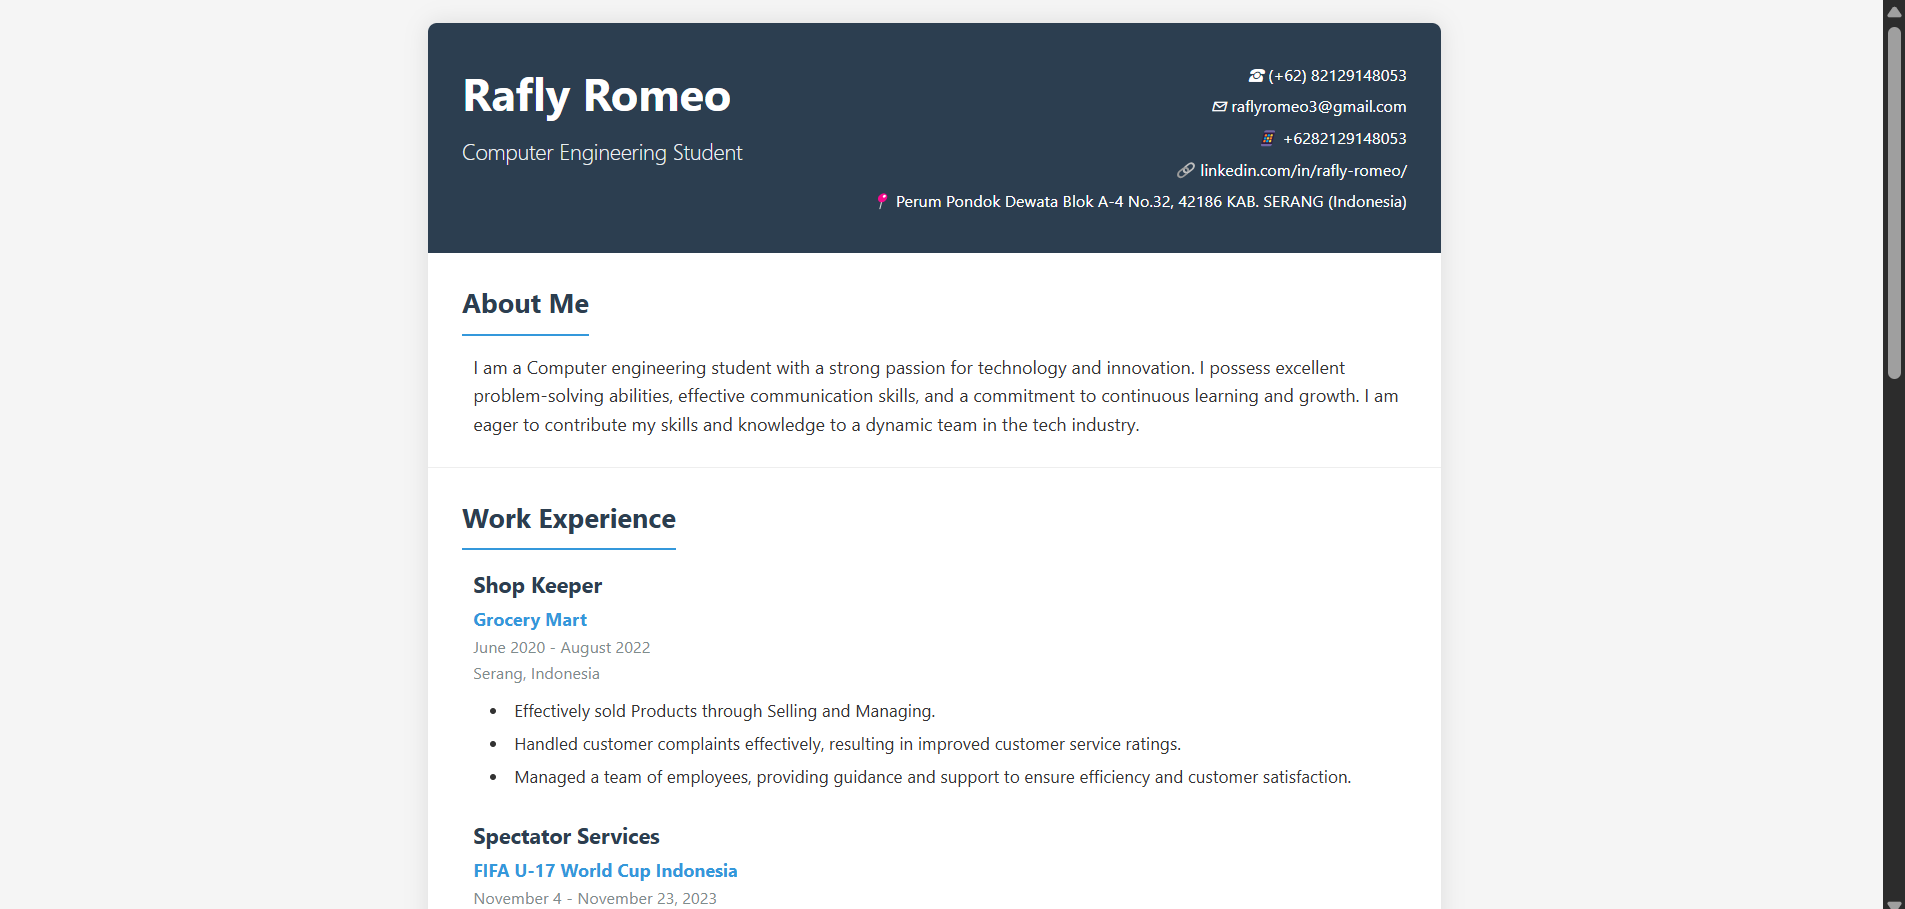 Rafly Romeo
Computer Engineering Student
(+62) 82129148053
raflyromeo3@gmail.com
+6282129148053
linkedin.com/in/rafly-romeo/
Perum Pondok Dewata Blok A-4 No.32, 42186 KAB. SERANG (Indonesia)
About Me
I am a Computer engineering student with a strong passion for technology and innovation. I possess excellent
problem-solving abilities, effective communication skills, and a commitment to continuous learning and growth. I am
eager to contribute my skills and knowledge to a dynamic team in the tech industry.
Work Experience
Shop Keeper
Grocery Mart
June 2020 - August 2022
Serang, Indonesia
• Effectively sold Products through Selling and Managing.
• Handled customer complaints effectively, resulting in improved customer service ratings.
• Managed a team of employees, providing guidance and support to ensure efficiency and customer satisfaction.
Spectator Services
FIFA U-17 World Cup Indonesia
November 4 - November 23, 2023